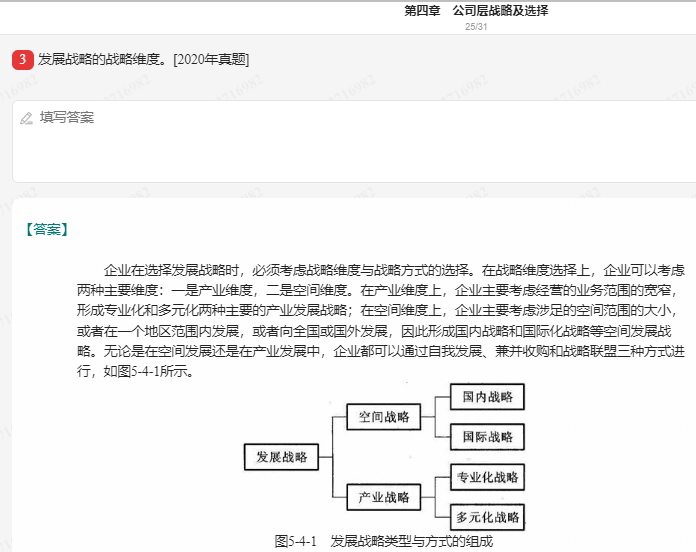 第四章　公司层战略及选择
25/31
3 发展战略的战略维度。[2020年真题]
填写答案
【答案】
企业在选择发展战略时，必须考虑战略维度与战略方式的选择。在战略维度选择上，企业可以考虑
两种主要维度：一是产业维度，二是空间维度。在产业维度上，企业主要考虑经营的业务范围的宽窄，
形成专业化和多元化两种主要的产业发展战略；在空间维度上，企业主要考虑涉足的空间范围的大小，
或者在一个地区范围内发展，或者向全国或国外发展，因此形成国内战略和国际化战略等空间发展战
略。无论是在空间发展还是在产业发展中，企业都可以通过自我发展、兼并收购和战略联盟三种方式进
行，如图5-4-1所示。
国内战略
空间战略
国际战略
发展战略
专业化战略
产业战略
多元化战略
图5-4-1　发展战略类型与方式的组成